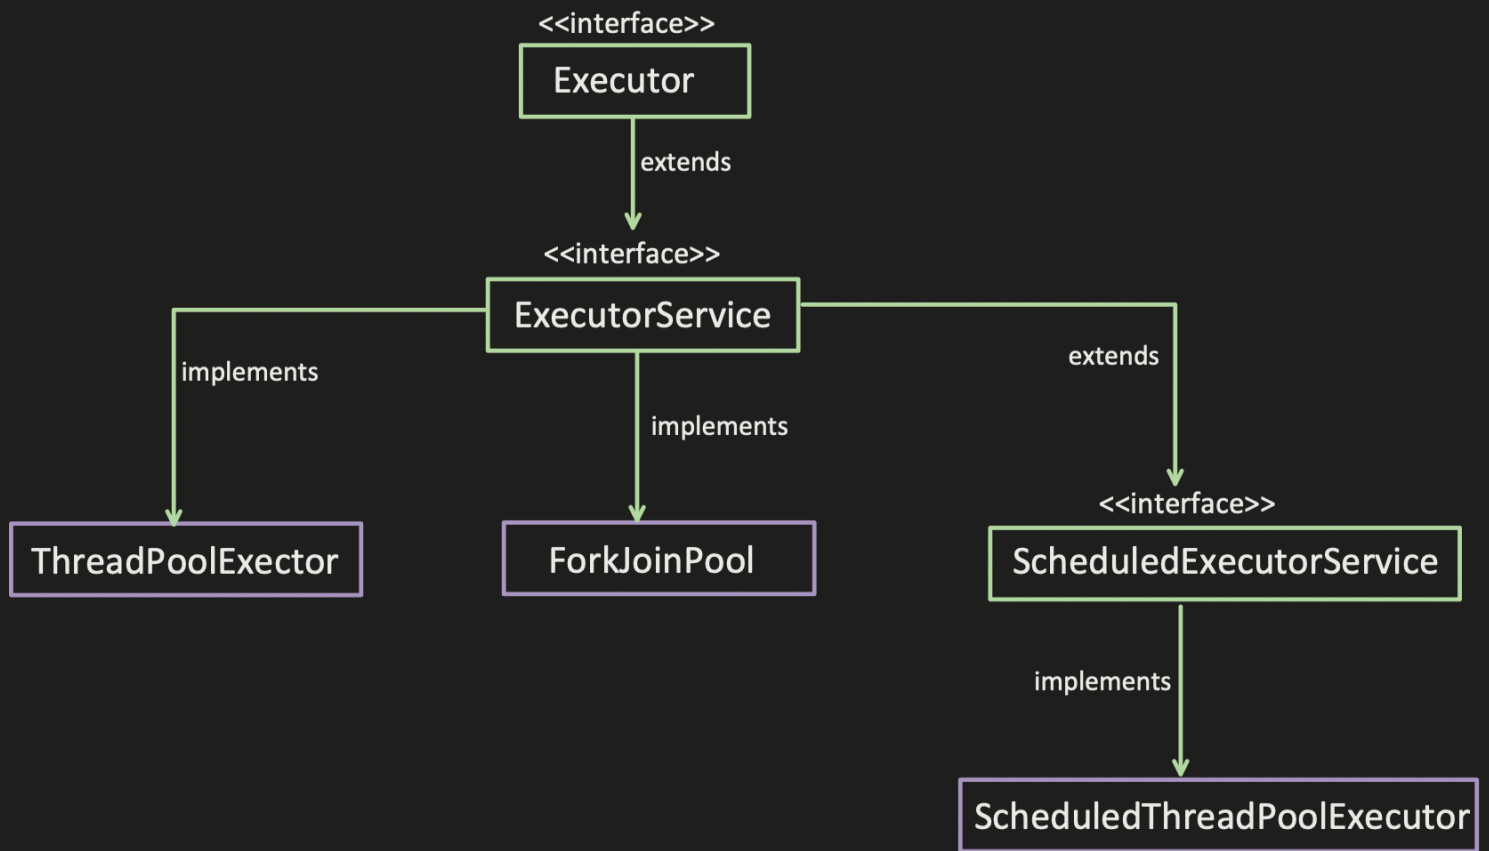 <<interface>>
Executor
extends
<<interface>>
ExecutorService
implements
implements
extends
<<interface>>
ThreadPoolExector
ForkJoinPool
ScheduledExecutorService
implements
ScheduledThreadPoolExecutor